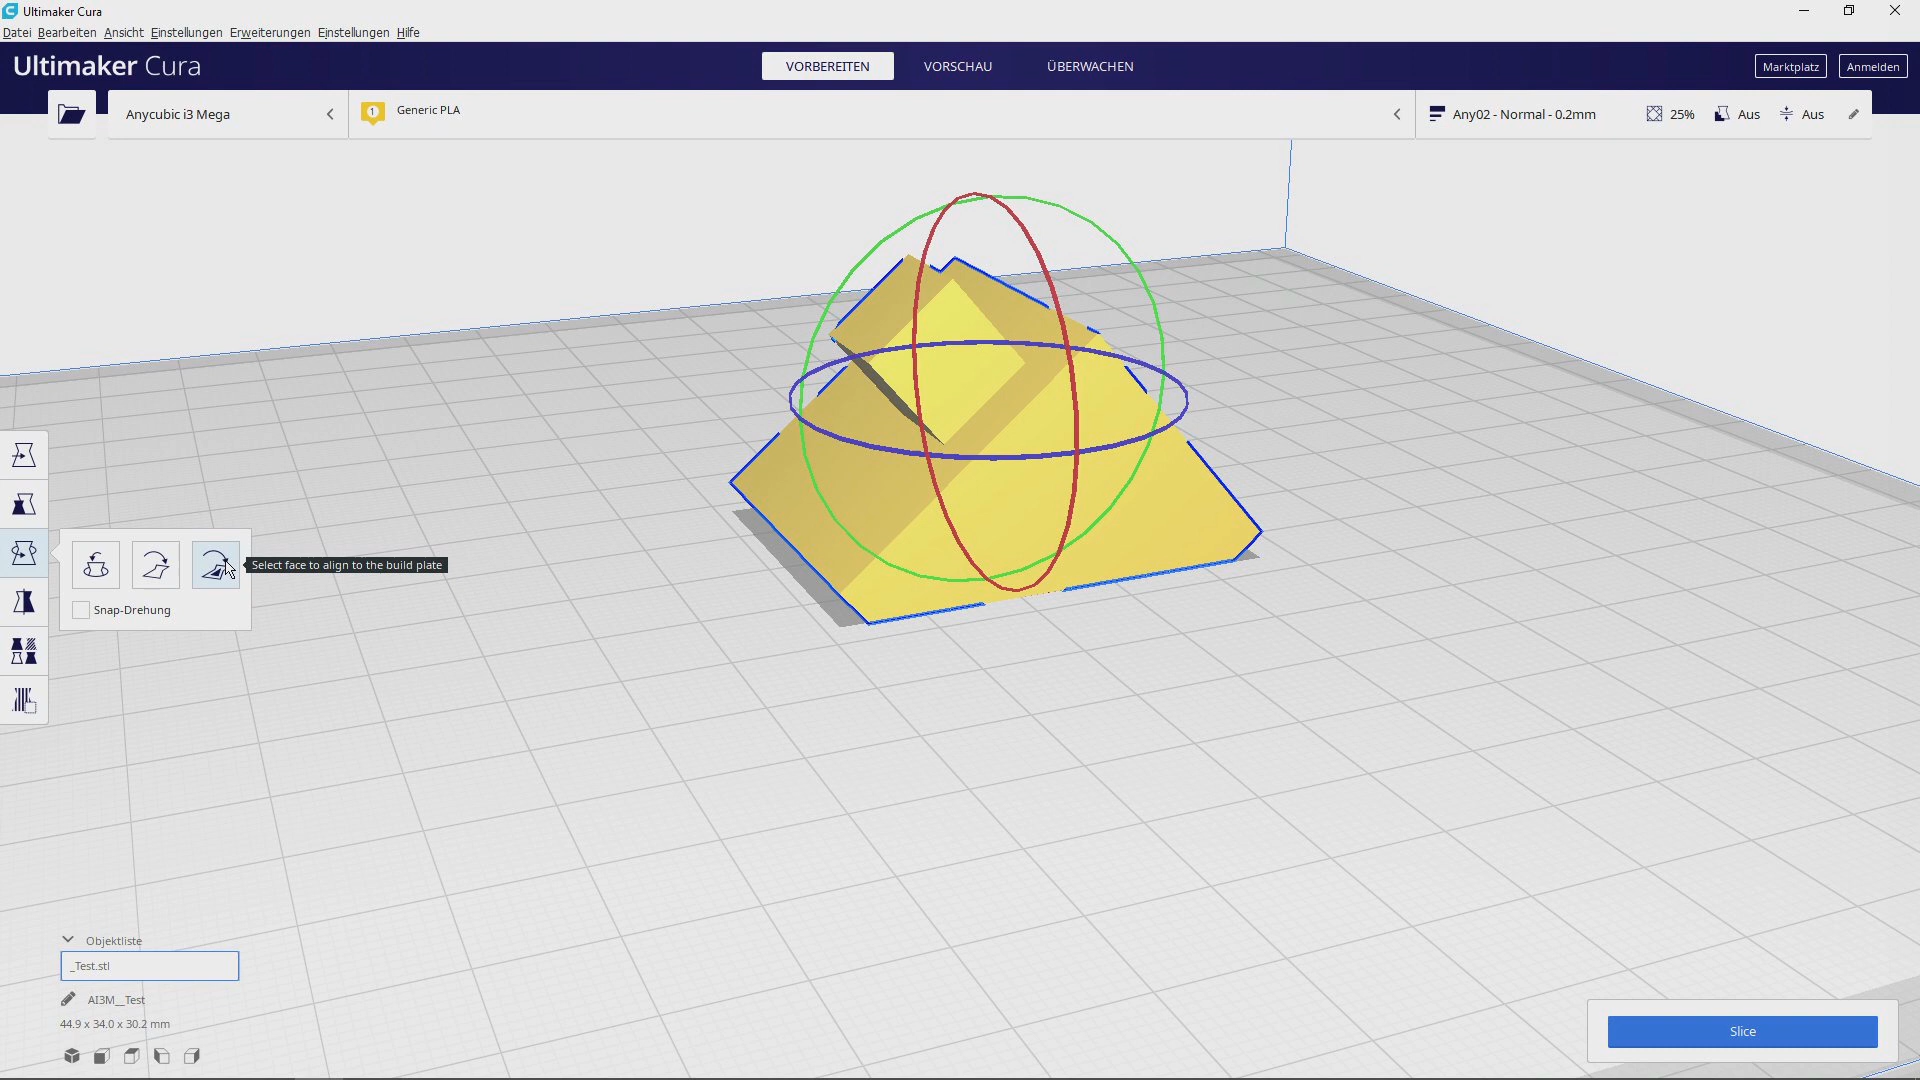 Ultimaker Cura
Datei Bearbeiten Ansicht Einstellungen Erweiterungen Einstellungen Hilfe
Ultimaker Cura
VORBEREITEN VORSCHAU ÜBERWACHEN
Marktplatz Anmelden
Anycubic i3 Mega
1 Generic PLA
Any02 - Normal - 0.2mm 25% Aus Aus
Select face to align to the build plate
Snap-Drehung
Objektliste
_Test.stl
AI3M__Test
44.9 x 34.0 x 30.2 mm
Slice